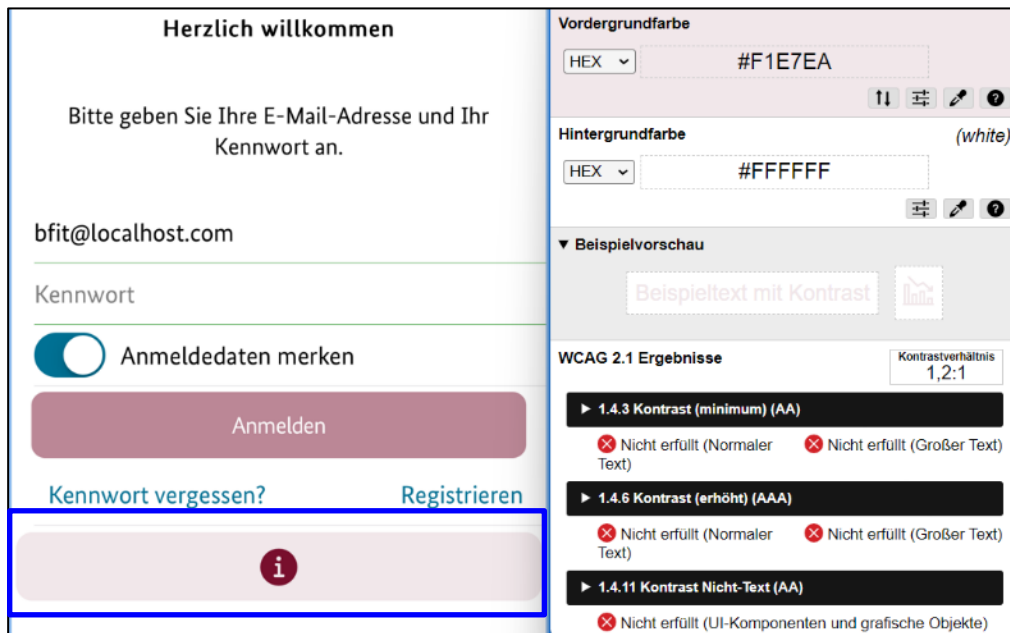 Herzlich willkommen
Bitte geben Sie Ihre E-Mail-Adresse und Ihr
Kennwort an.
bfit@localhost.com
Kennwort
Anmeldedaten merken
Anmelden
Kennwort vergessen? Registrieren
i
Vordergrundfarbe
HEX #F1E7EA
?
Hintergrundfarbe (white)
HEX #FFFFFF
?
▼ Beispielvorschau
Beispieltext mit Kontrast
WCAG 2.1 Ergebnisse
Kontrastverhältnis
1,2:1
▶ 1.4.3 Kontrast (minimum) (AA)
Nicht erfüllt (Normaler Nicht erfüllt (Großer Text)
Text)
▶ 1.4.6 Kontrast (erhöht) (AAA)
Nicht erfüllt (Normaler Nicht erfüllt (Großer Text)
Text)
▶ 1.4.11 Kontrast Nicht-Text (AA)
Nicht erfüllt (UI-Komponenten und grafische Objekte)